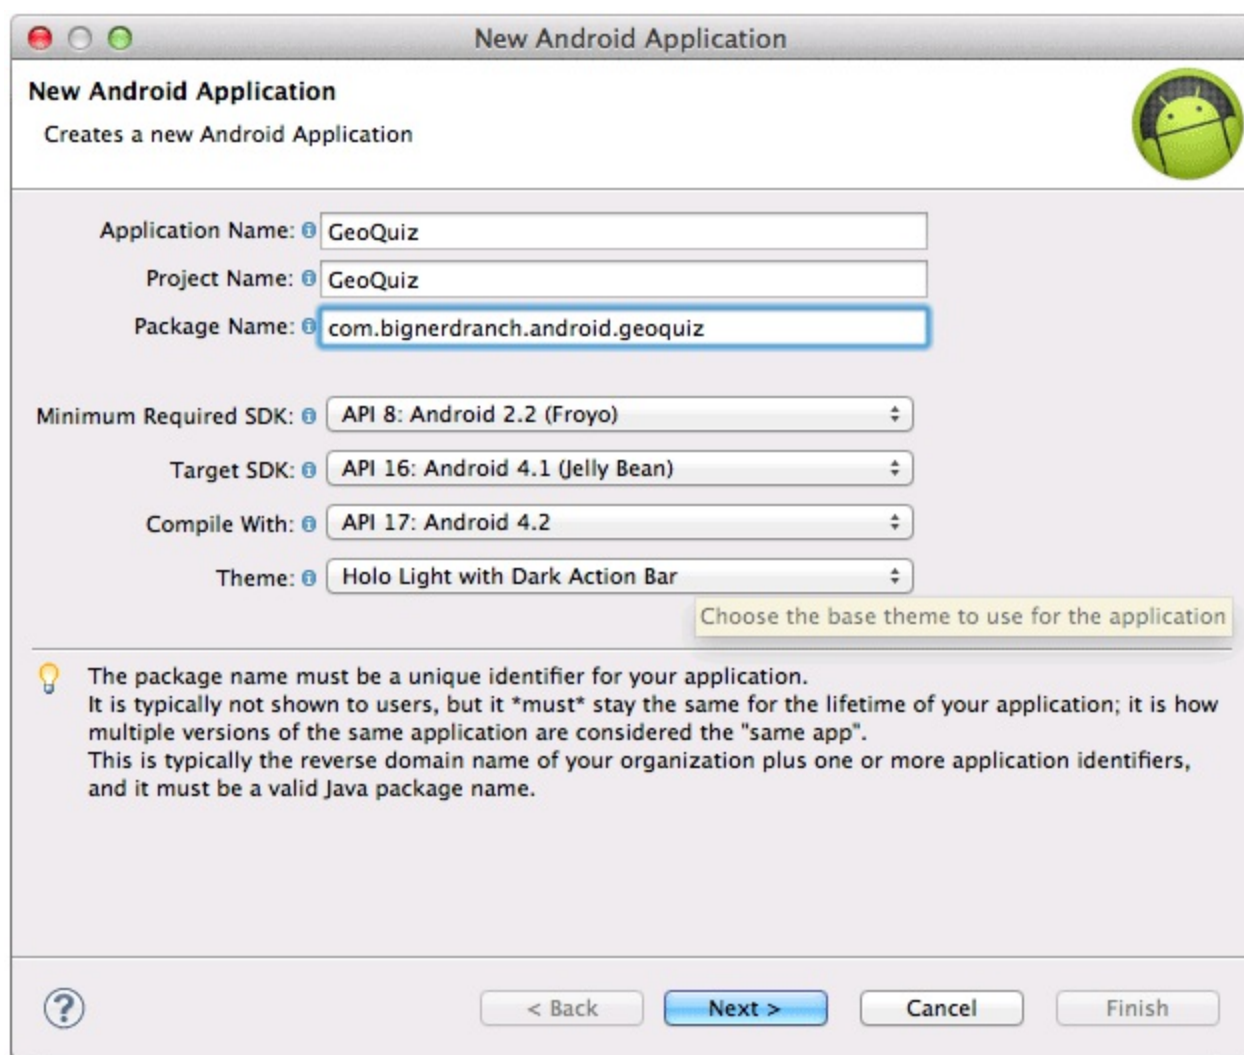 New Android Application
New Android Application
Creates a new Android Application
Application Name: GeoQuiz
Project Name: GeoQuiz
Package Name: com.bignerdranch.android.geoquiz
Minimum Required SDK: API 8: Android 2.2 (Froyo)
Target SDK: API 16: Android 4.1 (Jelly Bean)
Compile With: API 17: Android 4.2
Theme: Holo Light with Dark Action Bar
Choose the base theme to use for the application
The package name must be a unique identifier for your application.
It is typically not shown to users, but it *must* stay the same for the lifetime of your application; it is how
multiple versions of the same application are considered the "same app".
This is typically the reverse domain name of your organization plus one or more application identifiers,
and it must be a valid Java package name.
? < Back Next > Cancel Finish